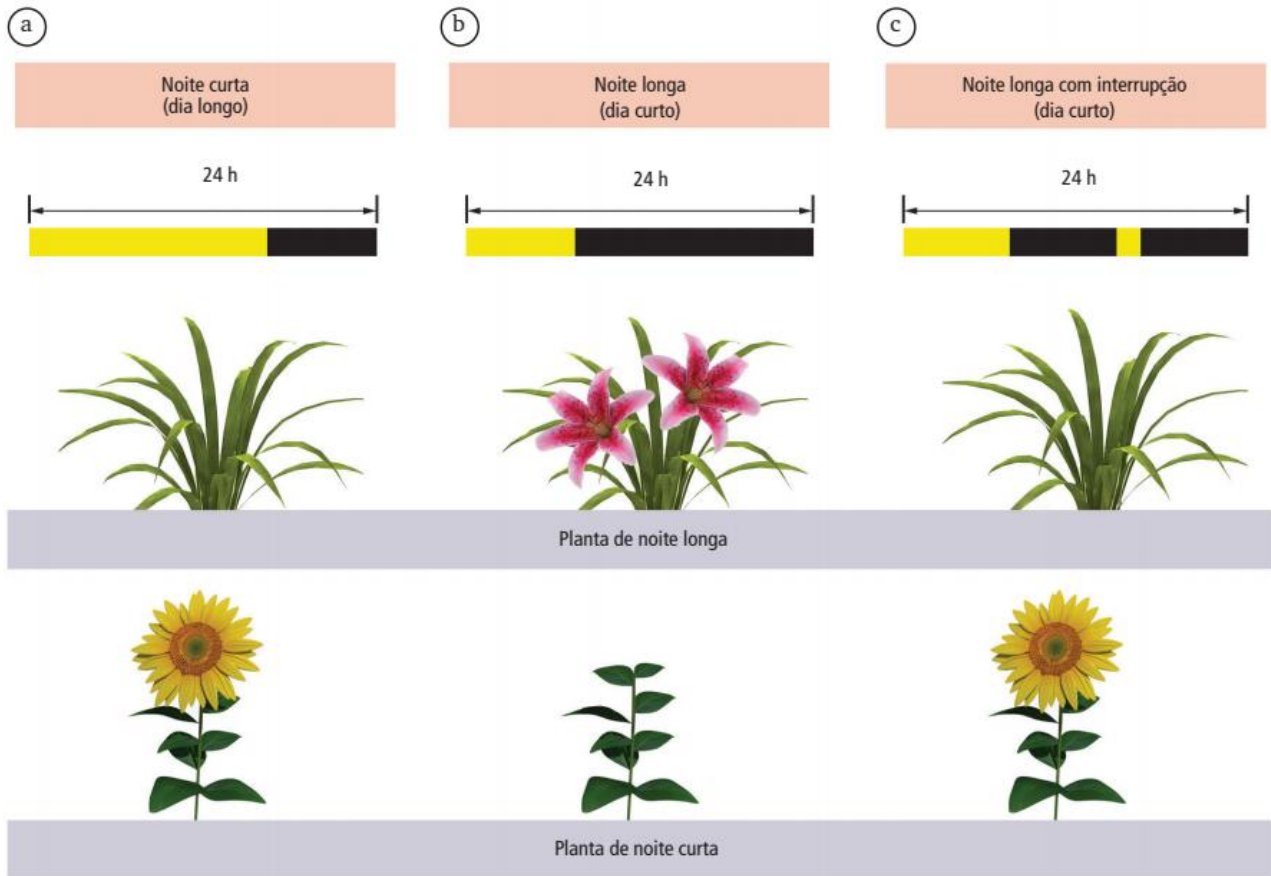 a
Noite curta
(dia longo)
24 h
b
Noite longa
(dia curto)
24 h
c
Noite longa com interrupção
(dia curto)
24 h
Planta de noite longa
Planta de noite curta